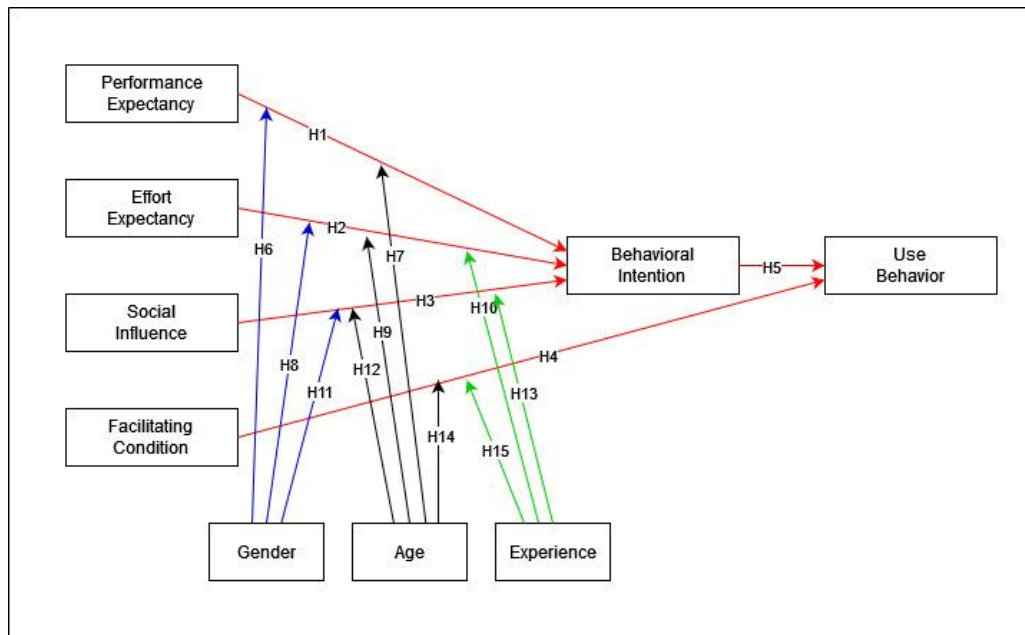 Performance
Expectancy
H1
Effort
Expectancy
H2
H6
H7
Behavioral
Intention
H5
Use
Behavior
Social
Influence
H3
H10
H9
H4
H8
H12
H11
H13
Facilitating
Condition
H14
H15
Gender
Age
Experience